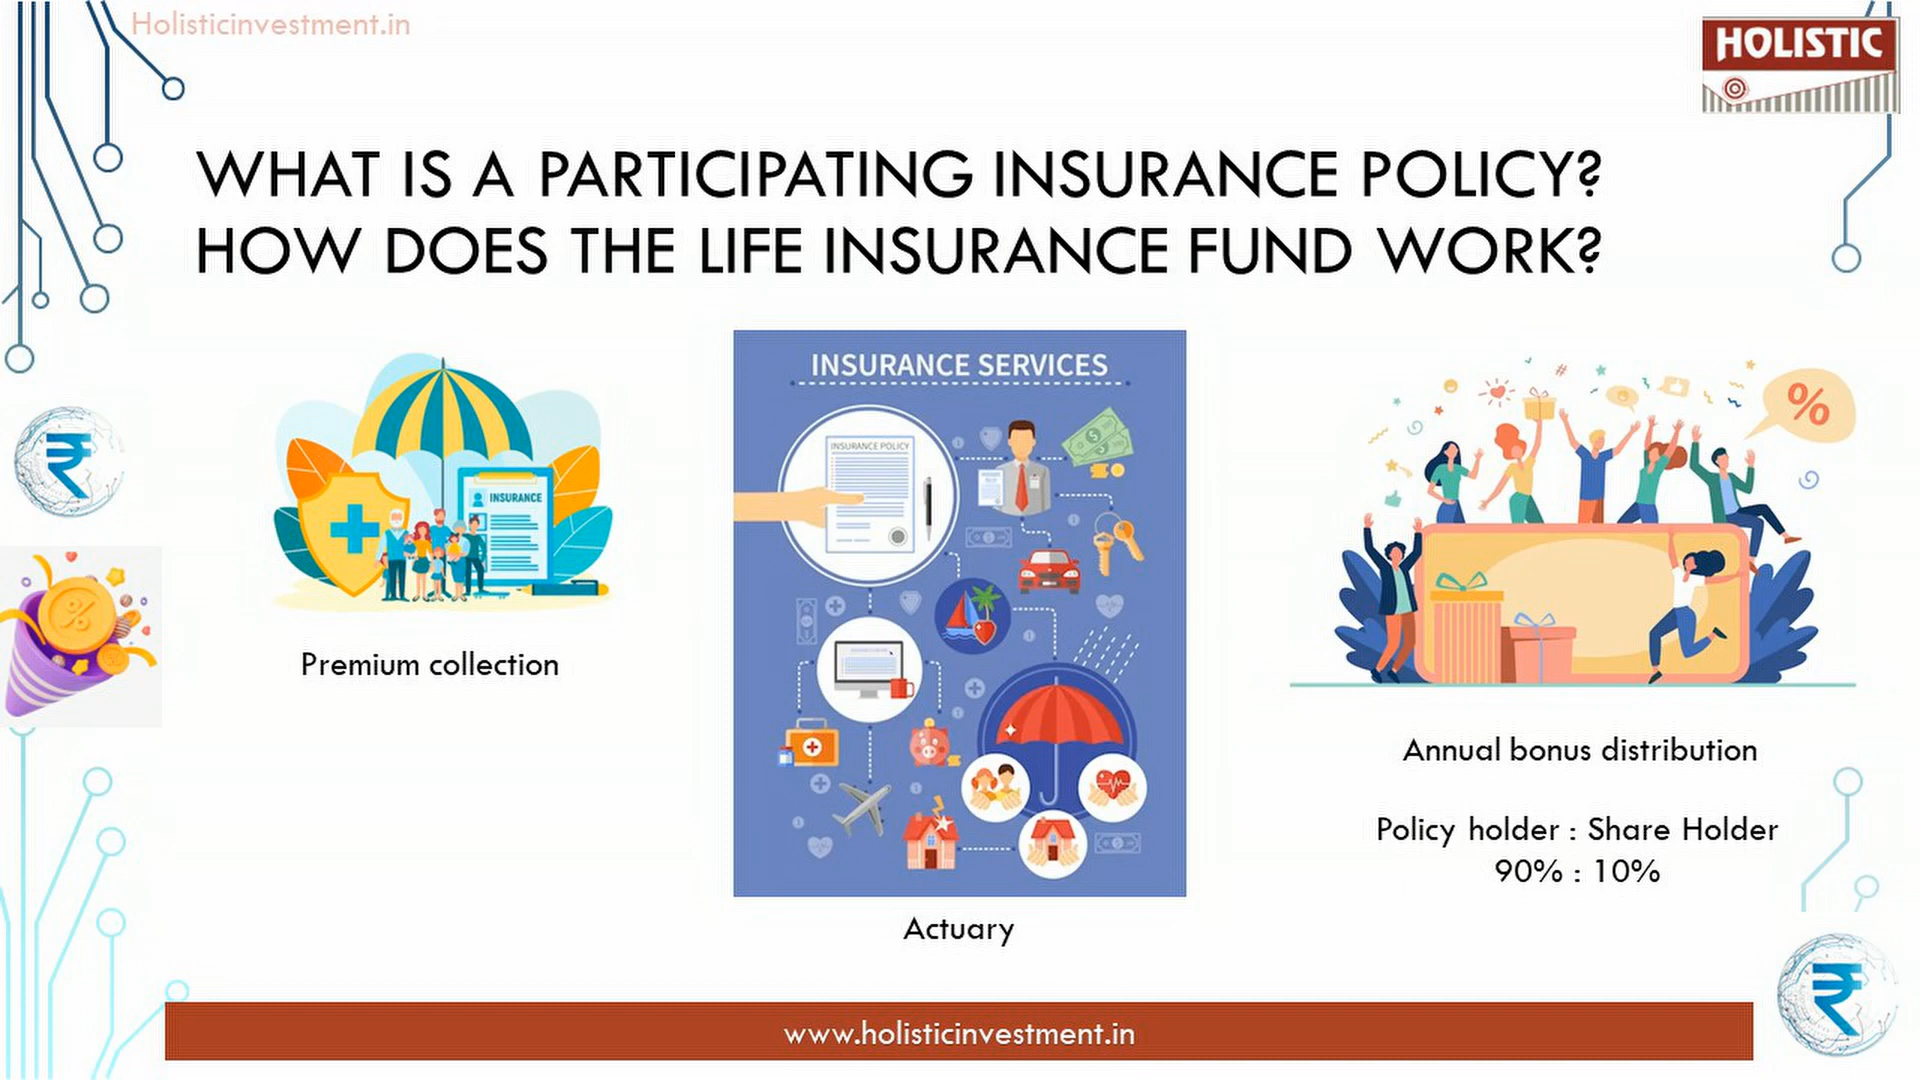 Holisticinvestment.in
HOLISTIC
WHAT IS A PARTICIPATING INSURANCE POLICY?
HOW DOES THE LIFE INSURANCE FUND WORK?
INSURANCE
Premium collection
INSURANCE SERVICES
INSURANCE POLICY
Actuary
%
Annual bonus distribution
Policy holder : Share Holder
90% : 10%
www.holisticinvestment.in